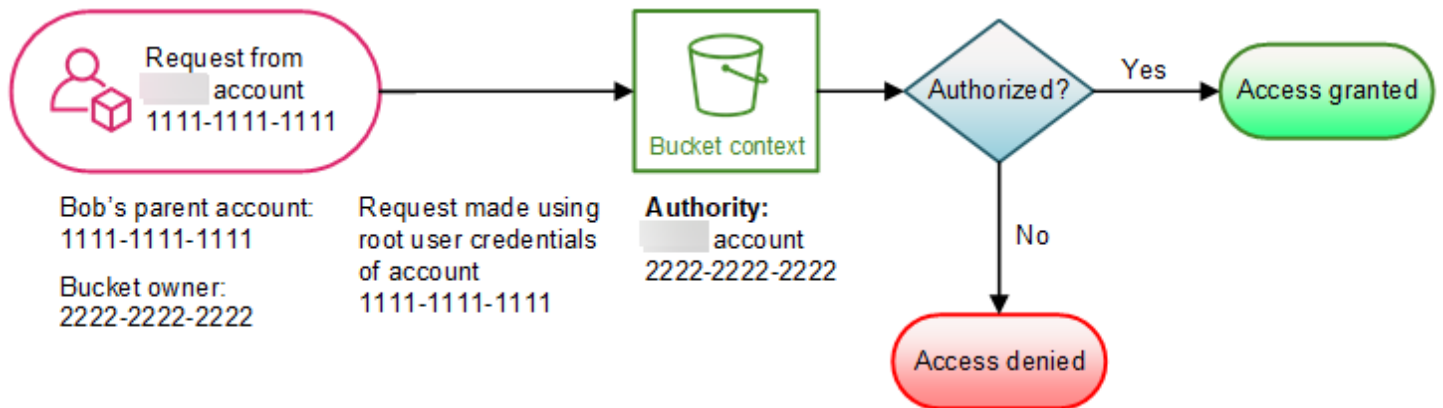 Request from
account
1111-1111-1111
Bucket context
Authorized?
Yes
Access granted
No
Access denied
Bob's parent account:
1111-1111-1111
Bucket owner:
2222-2222-2222
Request made using
root user credentials
of account
1111-1111-1111
Authority:
account
2222-2222-2222